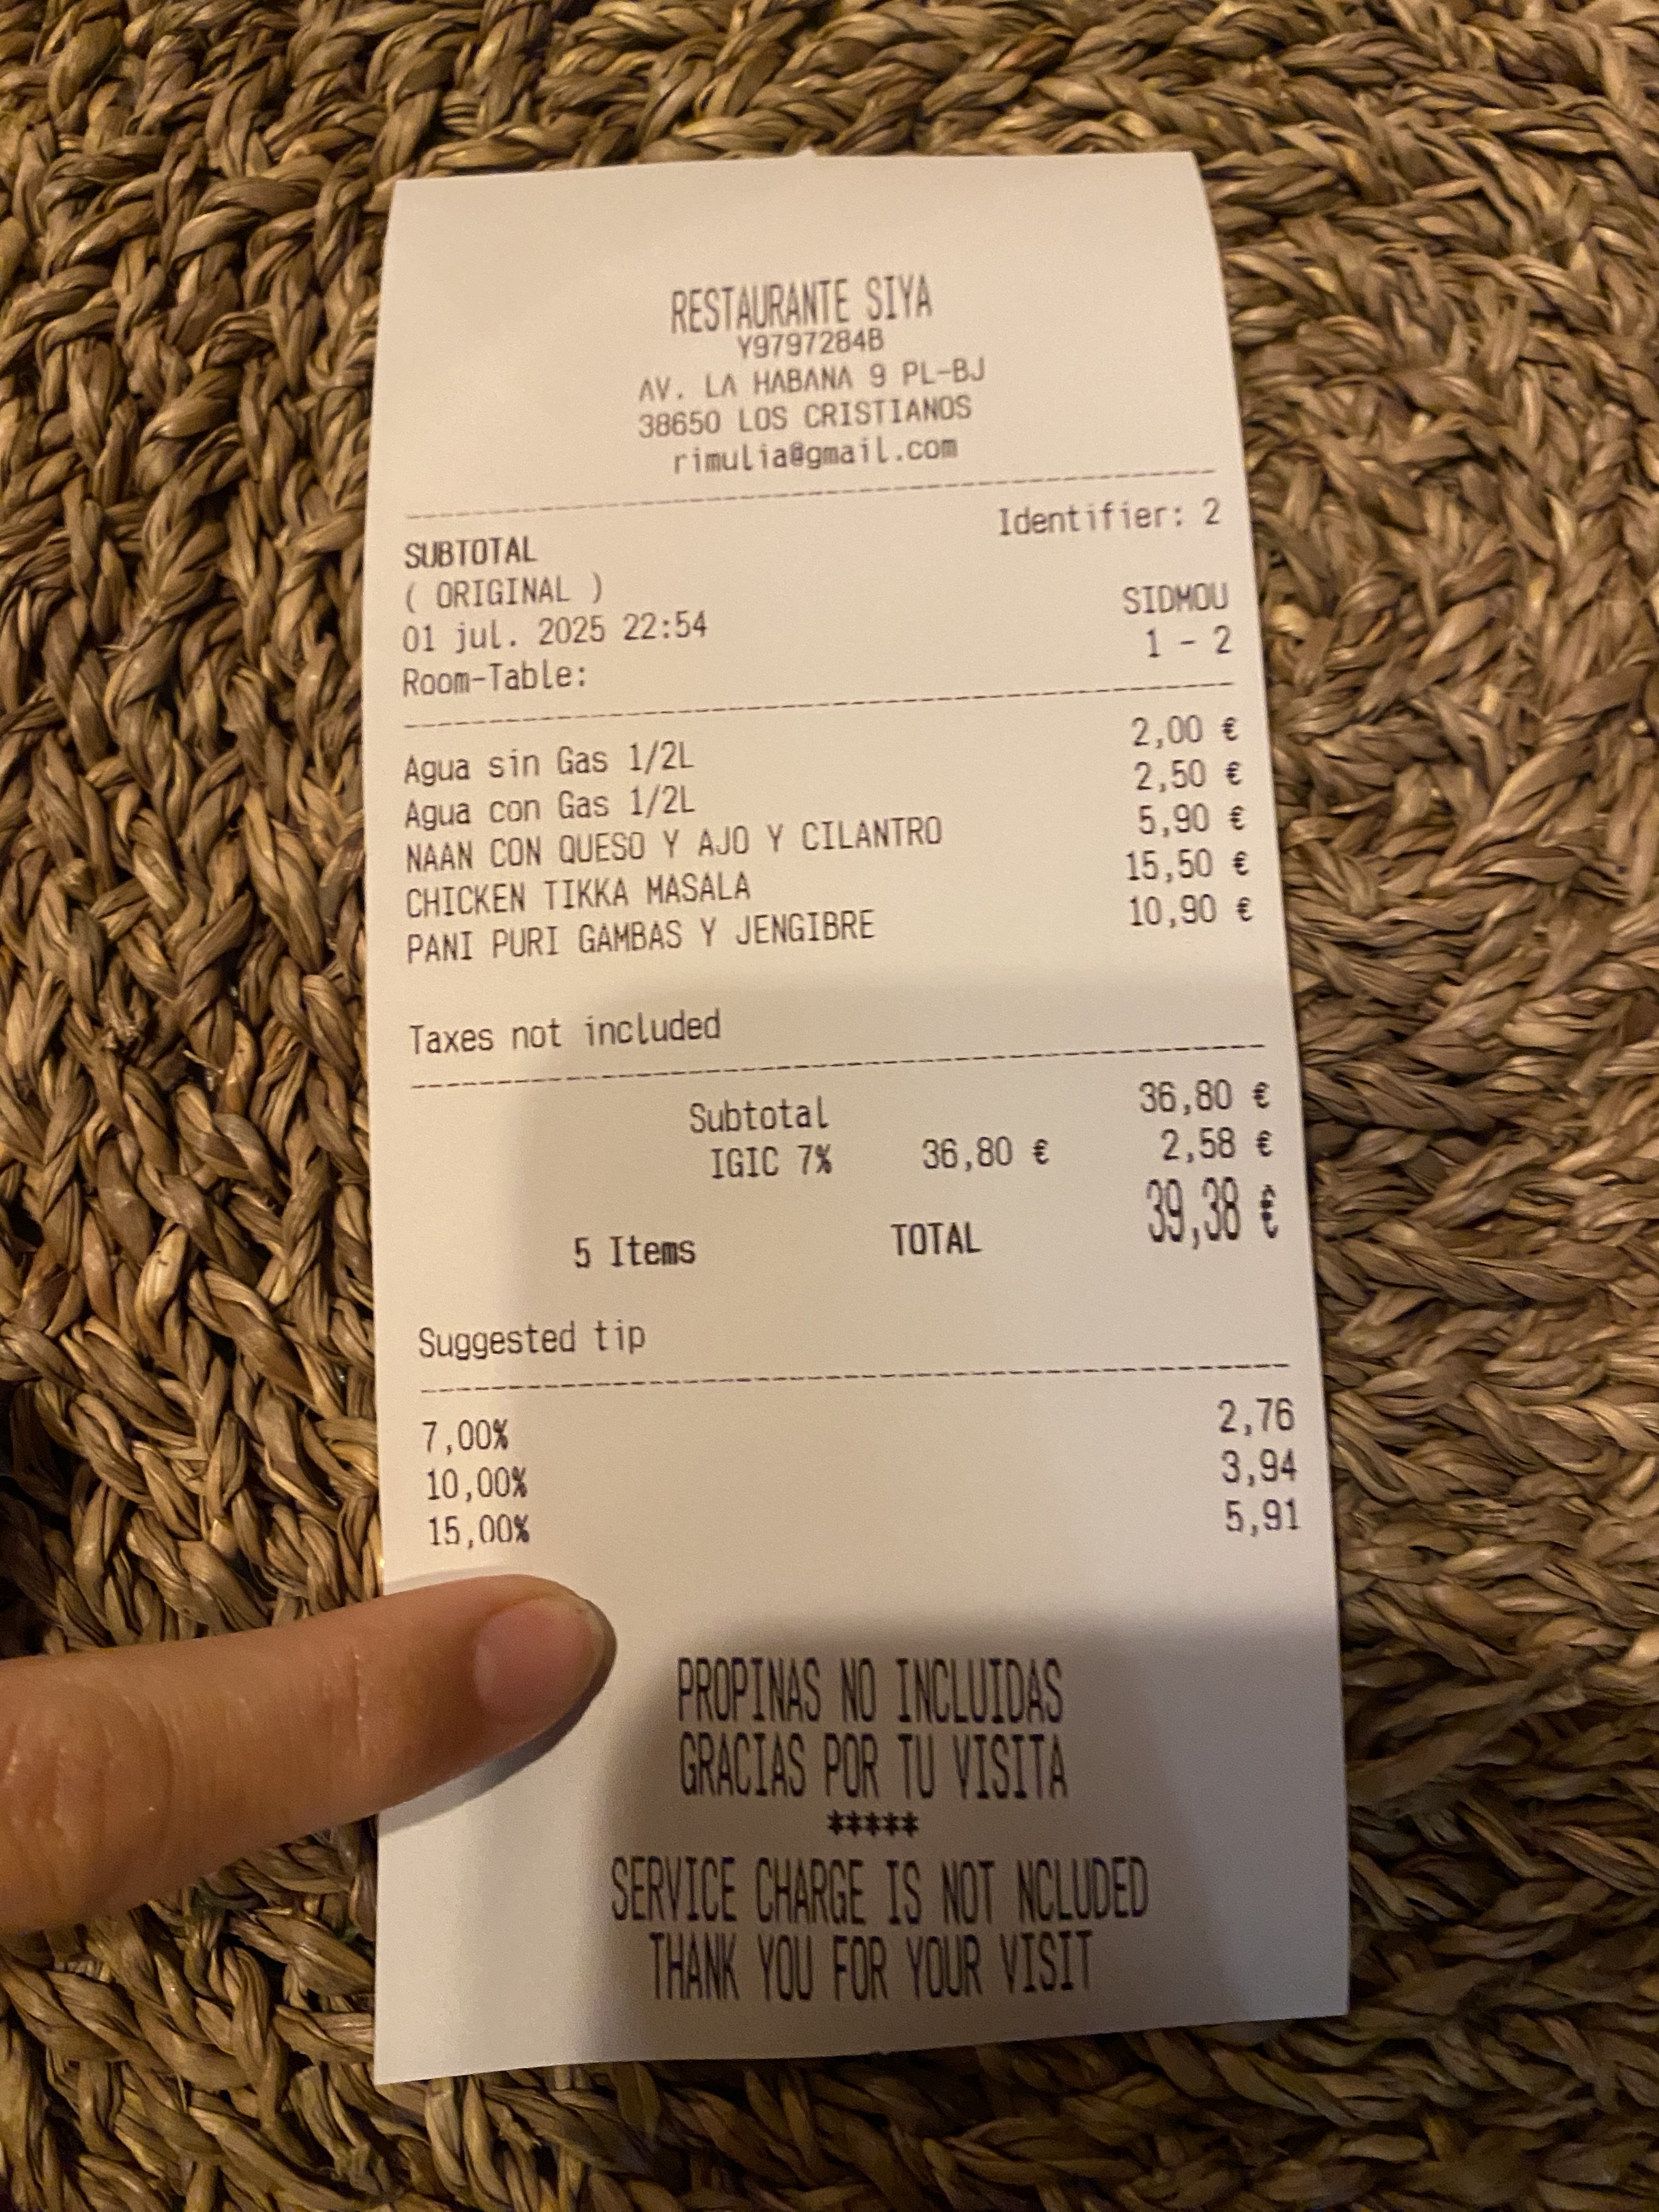 RESTAURANTE SIYA
Y9797284B
AV. LA HABANA 9 PL-BJ
38650 LOS CRISTIANOS
rimulia@gmail.com
Identifier: 2
SUBTOTAL
( ORIGINAL )
01 jul. 2025 22:54 SIDMOU
Room-Table: 1 - 2
Agua sin Gas 1/2L 2,00 €
Agua con Gas 1/2L 2,50 €
NAAN CON QUESO Y AJO Y CILANTRO 5,90 €
CHICKEN TIKKA MASALA 15,50 €
PANI PURI GAMBAS Y JENGIBRE 10,90 €
Taxes not included
Subtotal 36,80 €
IGIC 7% 36,80 € 2,58 €
5 Items TOTAL 39,38 €
Suggested tip
7,00% 2,76
10,00% 3,94
15,00% 5,91
PROPINAS NO INCLUIDAS
GRACIAS POR TU VISITA
*****
SERVICE CHARGE IS NOT NCLUDED
THANK YOU FOR YOUR VISIT